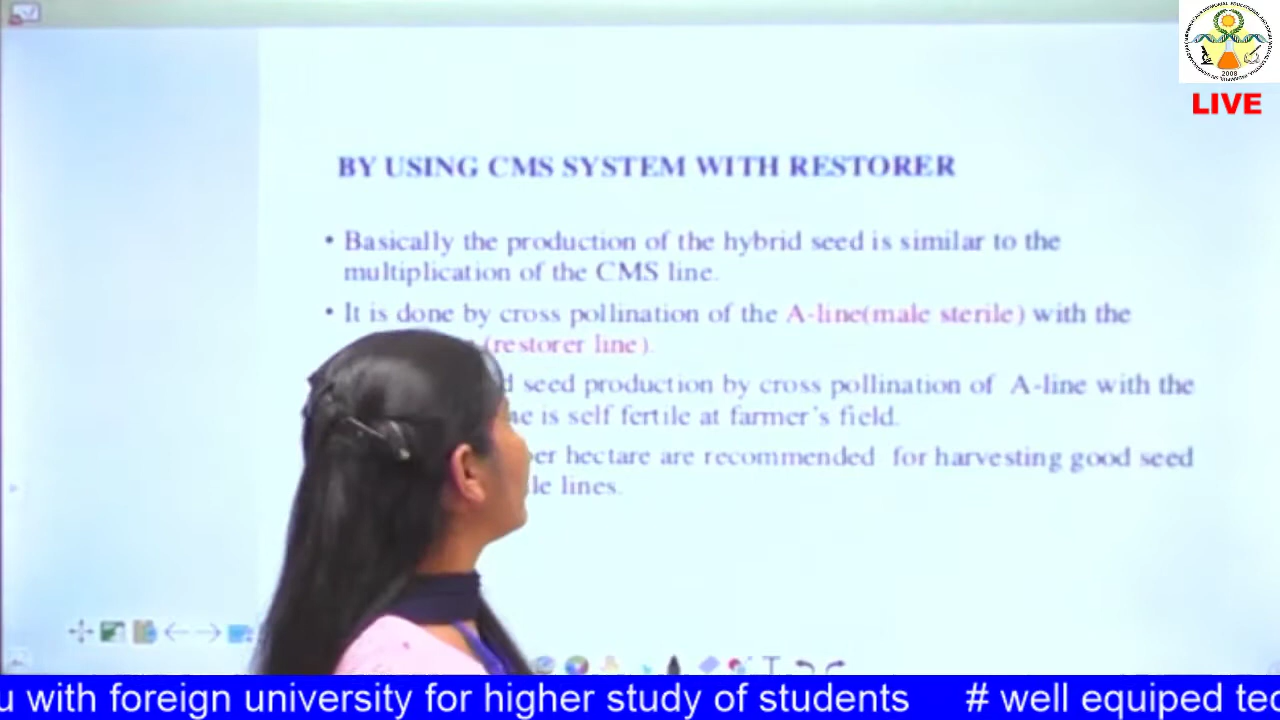 2008
LIVE
BY USING CMS SYSTEM WITH RESTORER
• Basically the production of the hybrid seed is similar to the
multiplication of the CMS line.
• It is done by cross pollination of the A-line(male sterile) with the
(restorer line).
d seed production by cross pollination of A-line with the
ne is self fertile at farmer's field.
per hectare are recommended for harvesting good seed
le lines.
u with foreign university for higher study of students # well equiped tec